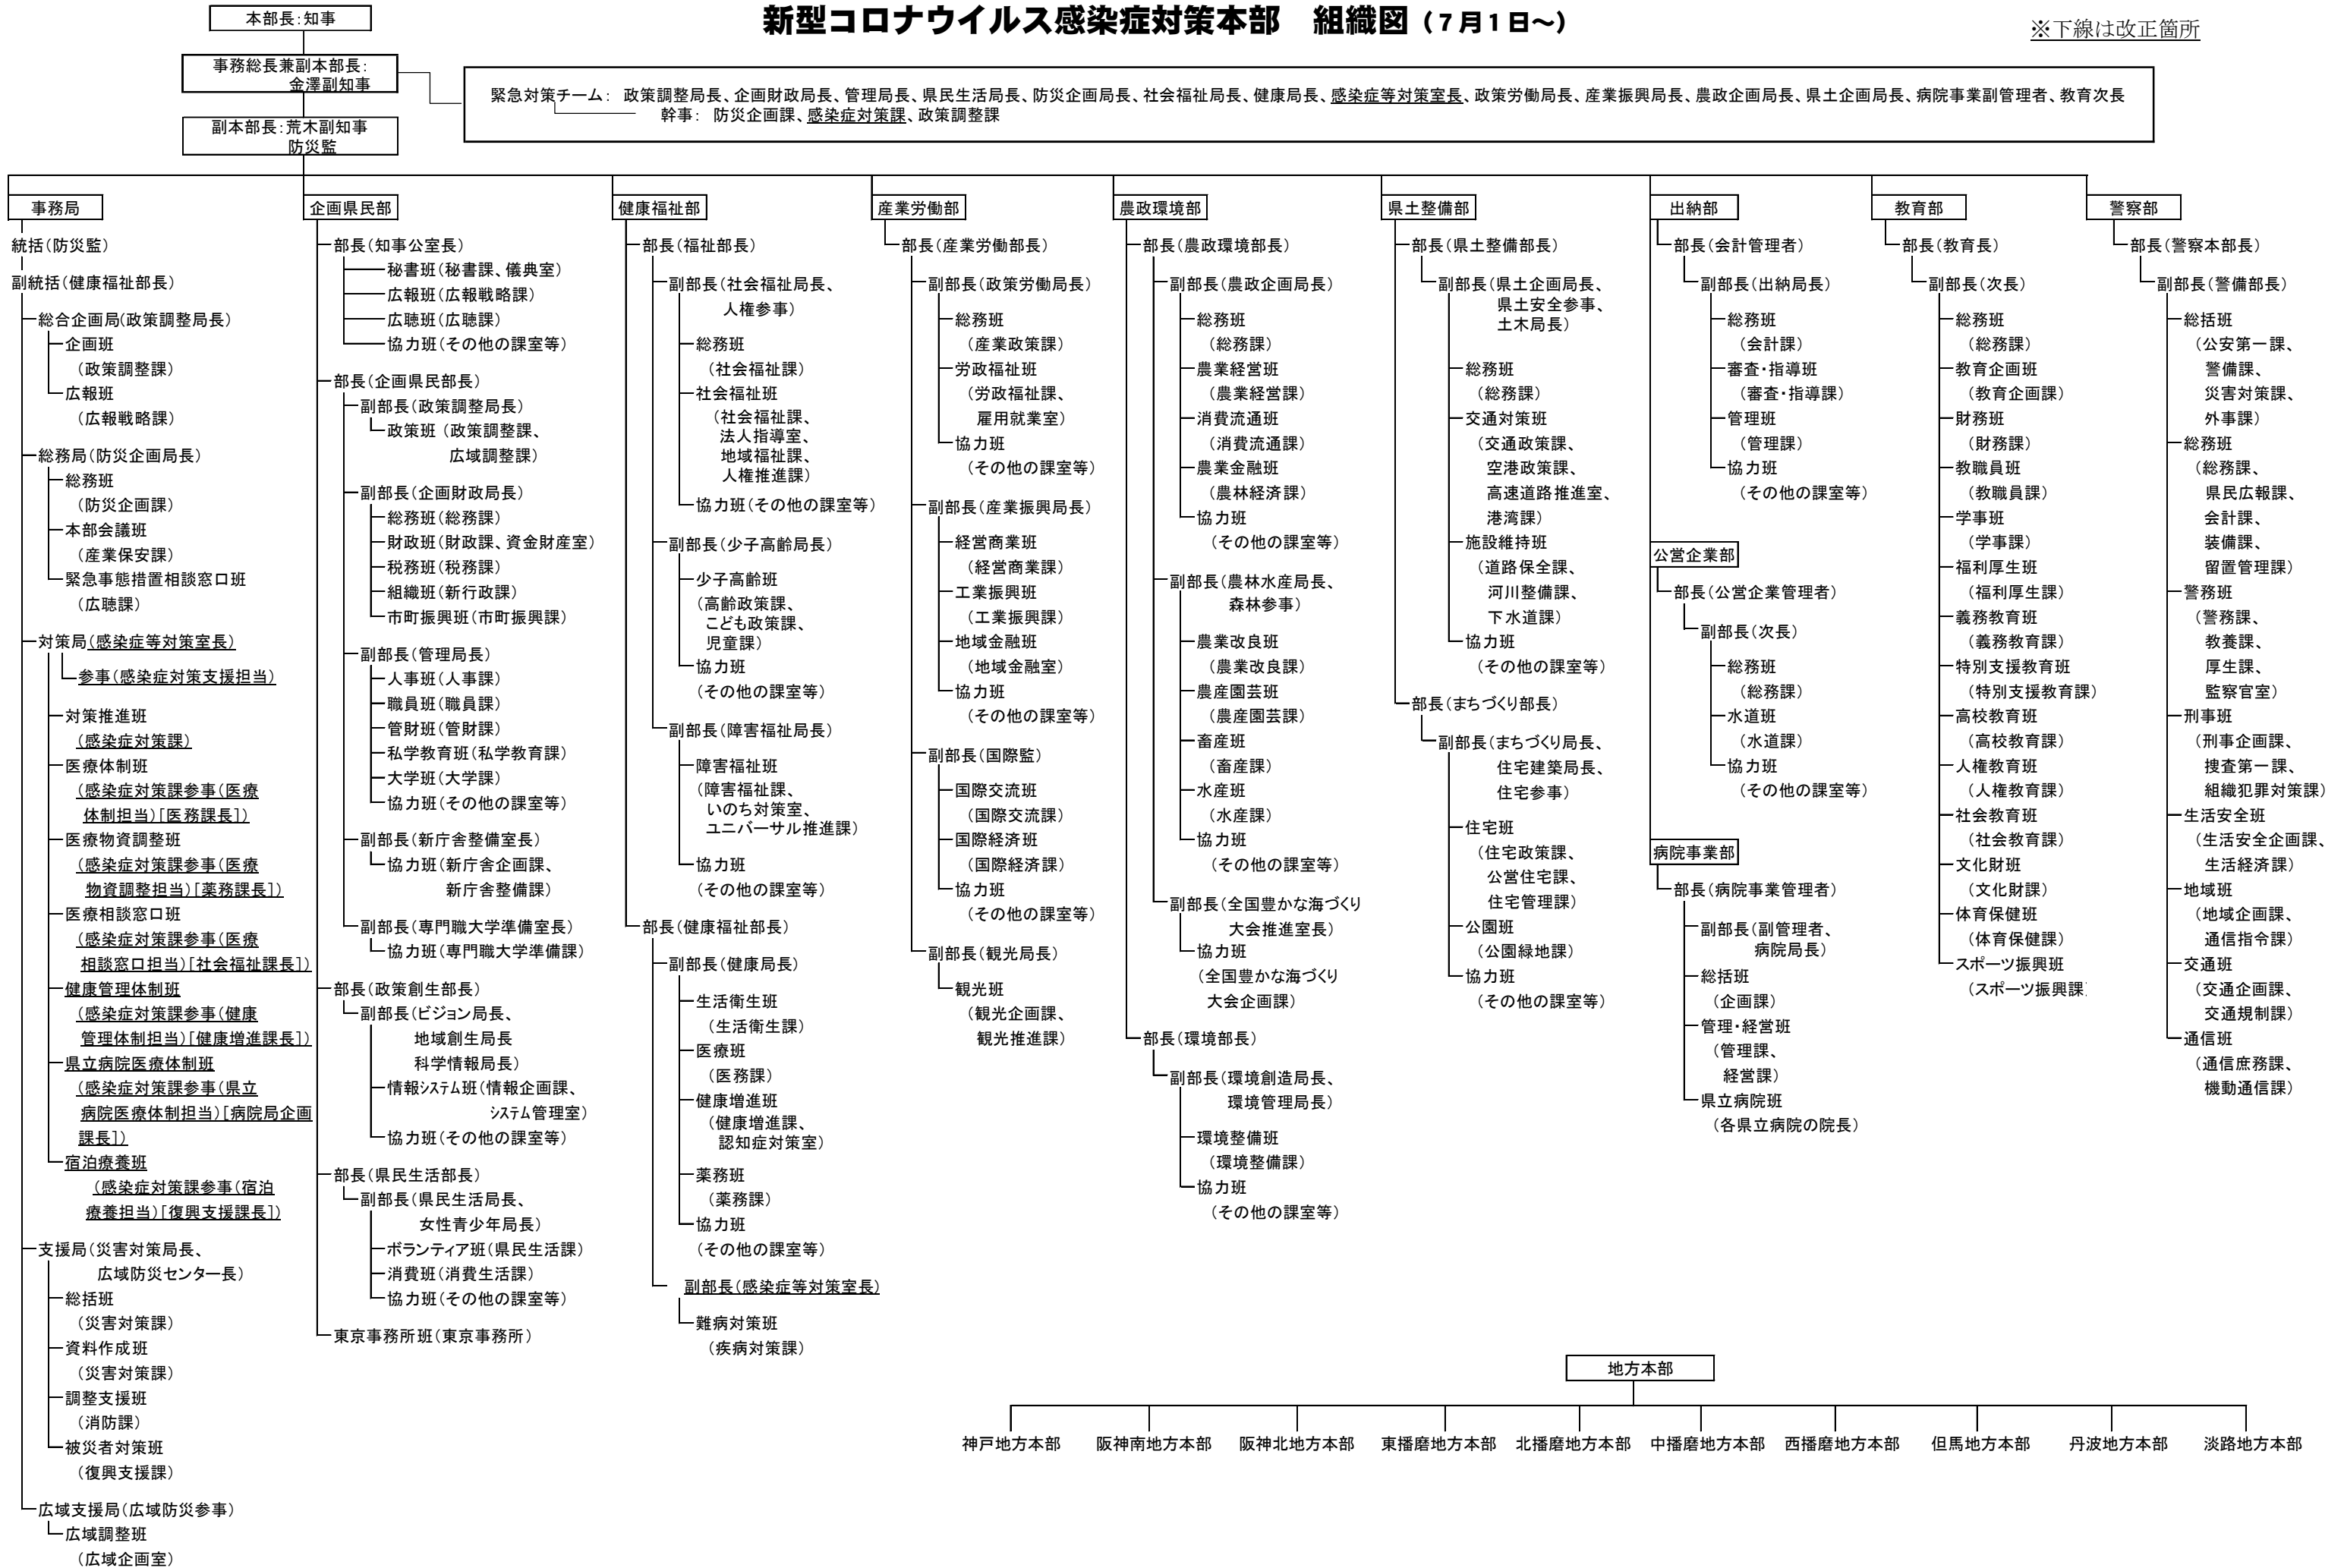 新型コロナウイルス感染症対策本部　組織図（７月１日～）
※下線は改正箇所
本部長：知事
事務総長兼副本部長：
金澤副知事
副本部長：荒木副知事
防災監
緊急対策チーム：　政策調整局長、企画財政局長、管理局長、県民生活局長、防災企画局長、社会福祉局長、健康局長、感染症等対策室長、政策労働局長、産業振興局長、農政企画局長、県土企画局長、病院事業副管理者、教育次長
幹事：　防災企画課、感染症対策課、政策調整課
事務局
統括（防災監）
副統括（健康福祉部長）
総合企画局（政策調整局長）
企画班
（政策調整課）
広報班
（広報戦略課）
総務局（防災企画局長）
総務班
（防災企画課）
本部会議班
（産業保安課）
緊急事態措置相談窓口班
（広聴課）
対策局（感染症等対策室長）
参事（感染症対策支援担当）
対策推進班
（感染症対策課）
医療体制班
（感染症対策課参事（医療
体制担当）［医務課長］）
医療物資調整班
（感染症対策課参事（医療
物資調整担当）［薬務課長］）
医療相談窓口班
（感染症対策課参事（医療
相談窓口担当）［社会福祉課長］）
健康管理体制班
（感染症対策課参事（健康
管理体制担当）［健康増進課長］）
県立病院医療体制班
（感染症対策課参事（県立
病院医療体制担当）［病院局企画
課長］）
宿泊療養班
（感染症対策課参事（宿泊
療養担当）［復興支援課長］）
支援局（災害対策局長、
広域防災センター長）
総括班
（災害対策課）
資料作成班
（災害対策課）
調整支援班
（消防課）
被災者対策班
（復興支援課）
広域支援局（広域防災参事）
広域調整班
（広域企画室）
企画県民部
部長（知事公室長）
秘書班（秘書課、儀典室）
広報班（広報戦略課）
広聴班（広聴課）
協力班（その他の課室等）
部長（企画県民部長）
副部長（政策調整局長）
政策班（政策調整課、
広域調整課）
副部長（企画財政局長）
総務班（総務課）
財政班（財政課、資金財産室）
税務班（税務課）
組織班（新行政課）
市町振興班（市町振興課）
副部長（管理局長）
人事班（人事課）
職員班（職員課）
管財班（管財課）
私学教育班（私学教育課）
大学班（大学課）
協力班（その他の課室等）
副部長（新庁舎整備室長）
協力班（新庁舎企画課、
新庁舎整備課）
副部長（専門職大学準備室長）
協力班（専門職大学準備課）
部長（政策創生部長）
副部長（ビジョン局長、
地域創生局長
科学情報局長）
情報ｼｽﾃﾑ班（情報企画課、
ｼｽﾃﾑ管理室）
協力班（その他の課室等）
部長（県民生活部長）
副部長（県民生活局長、
女性青少年局長）
ボランティア班（県民生活課）
消費班（消費生活課）
協力班（その他の課室等）
東京事務所班（東京事務所）
健康福祉部
部長（福祉部長）
副部長（社会福祉局長、
人権参事）
総務班
（社会福祉課）
社会福祉班
（社会福祉課、
法人指導室、
地域福祉課、
人権推進課）
協力班（その他の課室等）
副部長（少子高齢局長）
少子高齢班
（高齢政策課、
こども政策課、
児童課）
協力班
（その他の課室等）
副部長（障害福祉局長）
障害福祉班
（障害福祉課、
いのち対策室、
ユニバーサル推進課）
協力班
（その他の課室等）
部長（健康福祉部長）
副部長（健康局長）
生活衛生班
（生活衛生課）
医療班
（医務課）
健康増進班
（健康増進課、
認知症対策室）
薬務班
（薬務課）
協力班
（その他の課室等）
副部長（感染症等対策室長）
難病対策班
（疾病対策課）
産業労働部
部長（産業労働部長）
副部長（政策労働局長）
総務班
（産業政策課）
労政福祉班
（労政福祉課、
雇用就業室）
協力班
（その他の課室等）
副部長（産業振興局長）
経営商業班
（経営商業課）
工業振興班
（工業振興課）
地域金融班
（地域金融室）
協力班
（その他の課室等）
副部長（国際監）
国際交流班
（国際交流課）
国際経済班
（国際経済課）
協力班
（その他の課室等）
副部長（観光局長）
観光班
（観光企画課、
観光推進課）
農政環境部
部長（農政環境部長）
副部長（農政企画局長）
総務班
（総務課）
農業経営班
（農業経営課）
消費流通班
（消費流通課）
農業金融班
（農林経済課）
協力班
（その他の課室等）
副部長（農林水産局長、
森林参事）
農業改良班
（農業改良課）
農産園芸班
（農産園芸課）
畜産班
（畜産課）
水産班
（水産課）
協力班
（その他の課室等）
副部長（全国豊かな海づくり
大会推進室長）
協力班
（全国豊かな海づくり
大会企画課）
部長（環境部長）
副部長（環境創造局長、
環境管理局長）
環境整備班
（環境整備課）
協力班
（その他の課室等）
県土整備部
部長（県土整備部長）
副部長（県土企画局長、
県土安全参事、
土木局長）
総務班
（総務課）
交通対策班
（交通政策課、
空港政策課、
高速道路推進室、
港湾課）
施設維持班
（道路保全課、
河川整備課、
下水道課）
協力班
（その他の課室等）
部長（まちづくり部長）
副部長（まちづくり局長、
住宅建築局長、
住宅参事）
住宅班
（住宅政策課、
公営住宅課、
住宅管理課）
公園班
（公園緑地課）
協力班
（その他の課室等）
出納部
部長（会計管理者）
副部長（出納局長）
総務班
（会計課）
審査・指導班
（審査・指導課）
管理班
（管理課）
協力班
（その他の課室等）
公営企業部
部長（公営企業管理者）
副部長（次長）
総務班
（総務課）
水道班
（水道課）
協力班
（その他の課室等）
病院事業部
部長（病院事業管理者）
副部長（副管理者、
病院局長）
総括班
（企画課）
管理・経営班
（管理課、
経営課）
県立病院班
（各県立病院の院長）
教育部
部長（教育長）
副部長（次長）
総務班
（総務課）
教育企画班
（教育企画課）
財務班
（財務課）
教職員班
（教職員課）
学事班
（学事課）
福利厚生班
（福利厚生課）
義務教育班
（義務教育課）
特別支援教育班
（特別支援教育課）
高校教育班
（高校教育課）
人権教育班
（人権教育課）
社会教育班
（社会教育課）
文化財班
（文化財課）
体育保健班
（体育保健課）
スポーツ振興班
（スポーツ振興課
警察部
部長（警察本部長）
副部長（警備部長）
総括班
（公安第一課、
警備課、
災害対策課、
外事課）
総務班
（総務課、
県民広報課、
会計課、
装備課、
留置管理課）
警務班
（警務課、
教養課、
厚生課、
監察官室）
刑事班
（刑事企画課、
捜査第一課、
組織犯罪対策課）
生活安全班
（生活安全企画課、
生活経済課）
地域班
（地域企画課、
通信指令課）
交通班
（交通企画課、
交通規制課）
通信班
（通信庶務課、
機動通信課）
地方本部
神戸地方本部
阪神南地方本部
阪神北地方本部
東播磨地方本部
北播磨地方本部
中播磨地方本部
西播磨地方本部
但馬地方本部
丹波地方本部
淡路地方本部